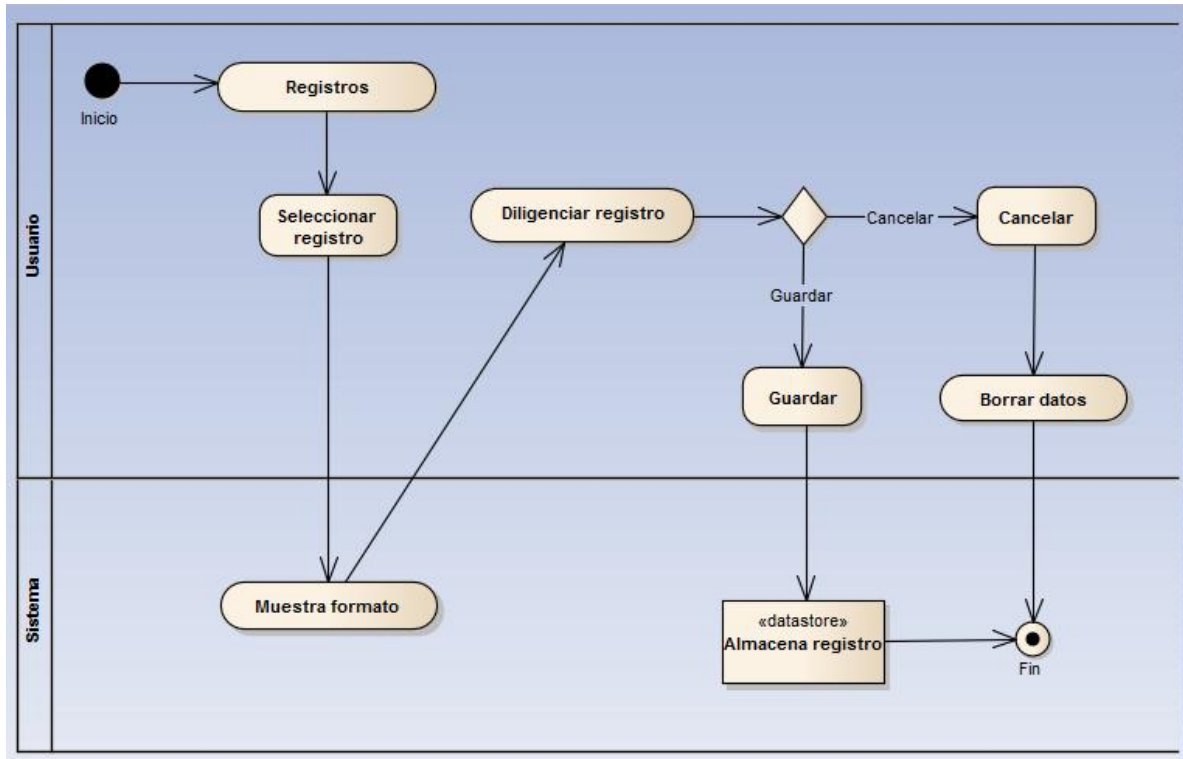 Usuario
Inicio
Registros
Seleccionar
registro
Diligenciar registro
Cancelar
Cancelar
Guardar
Guardar
Borrar datos
Sistema
Muestra formato
«datastore»
Almacena registro
Fin